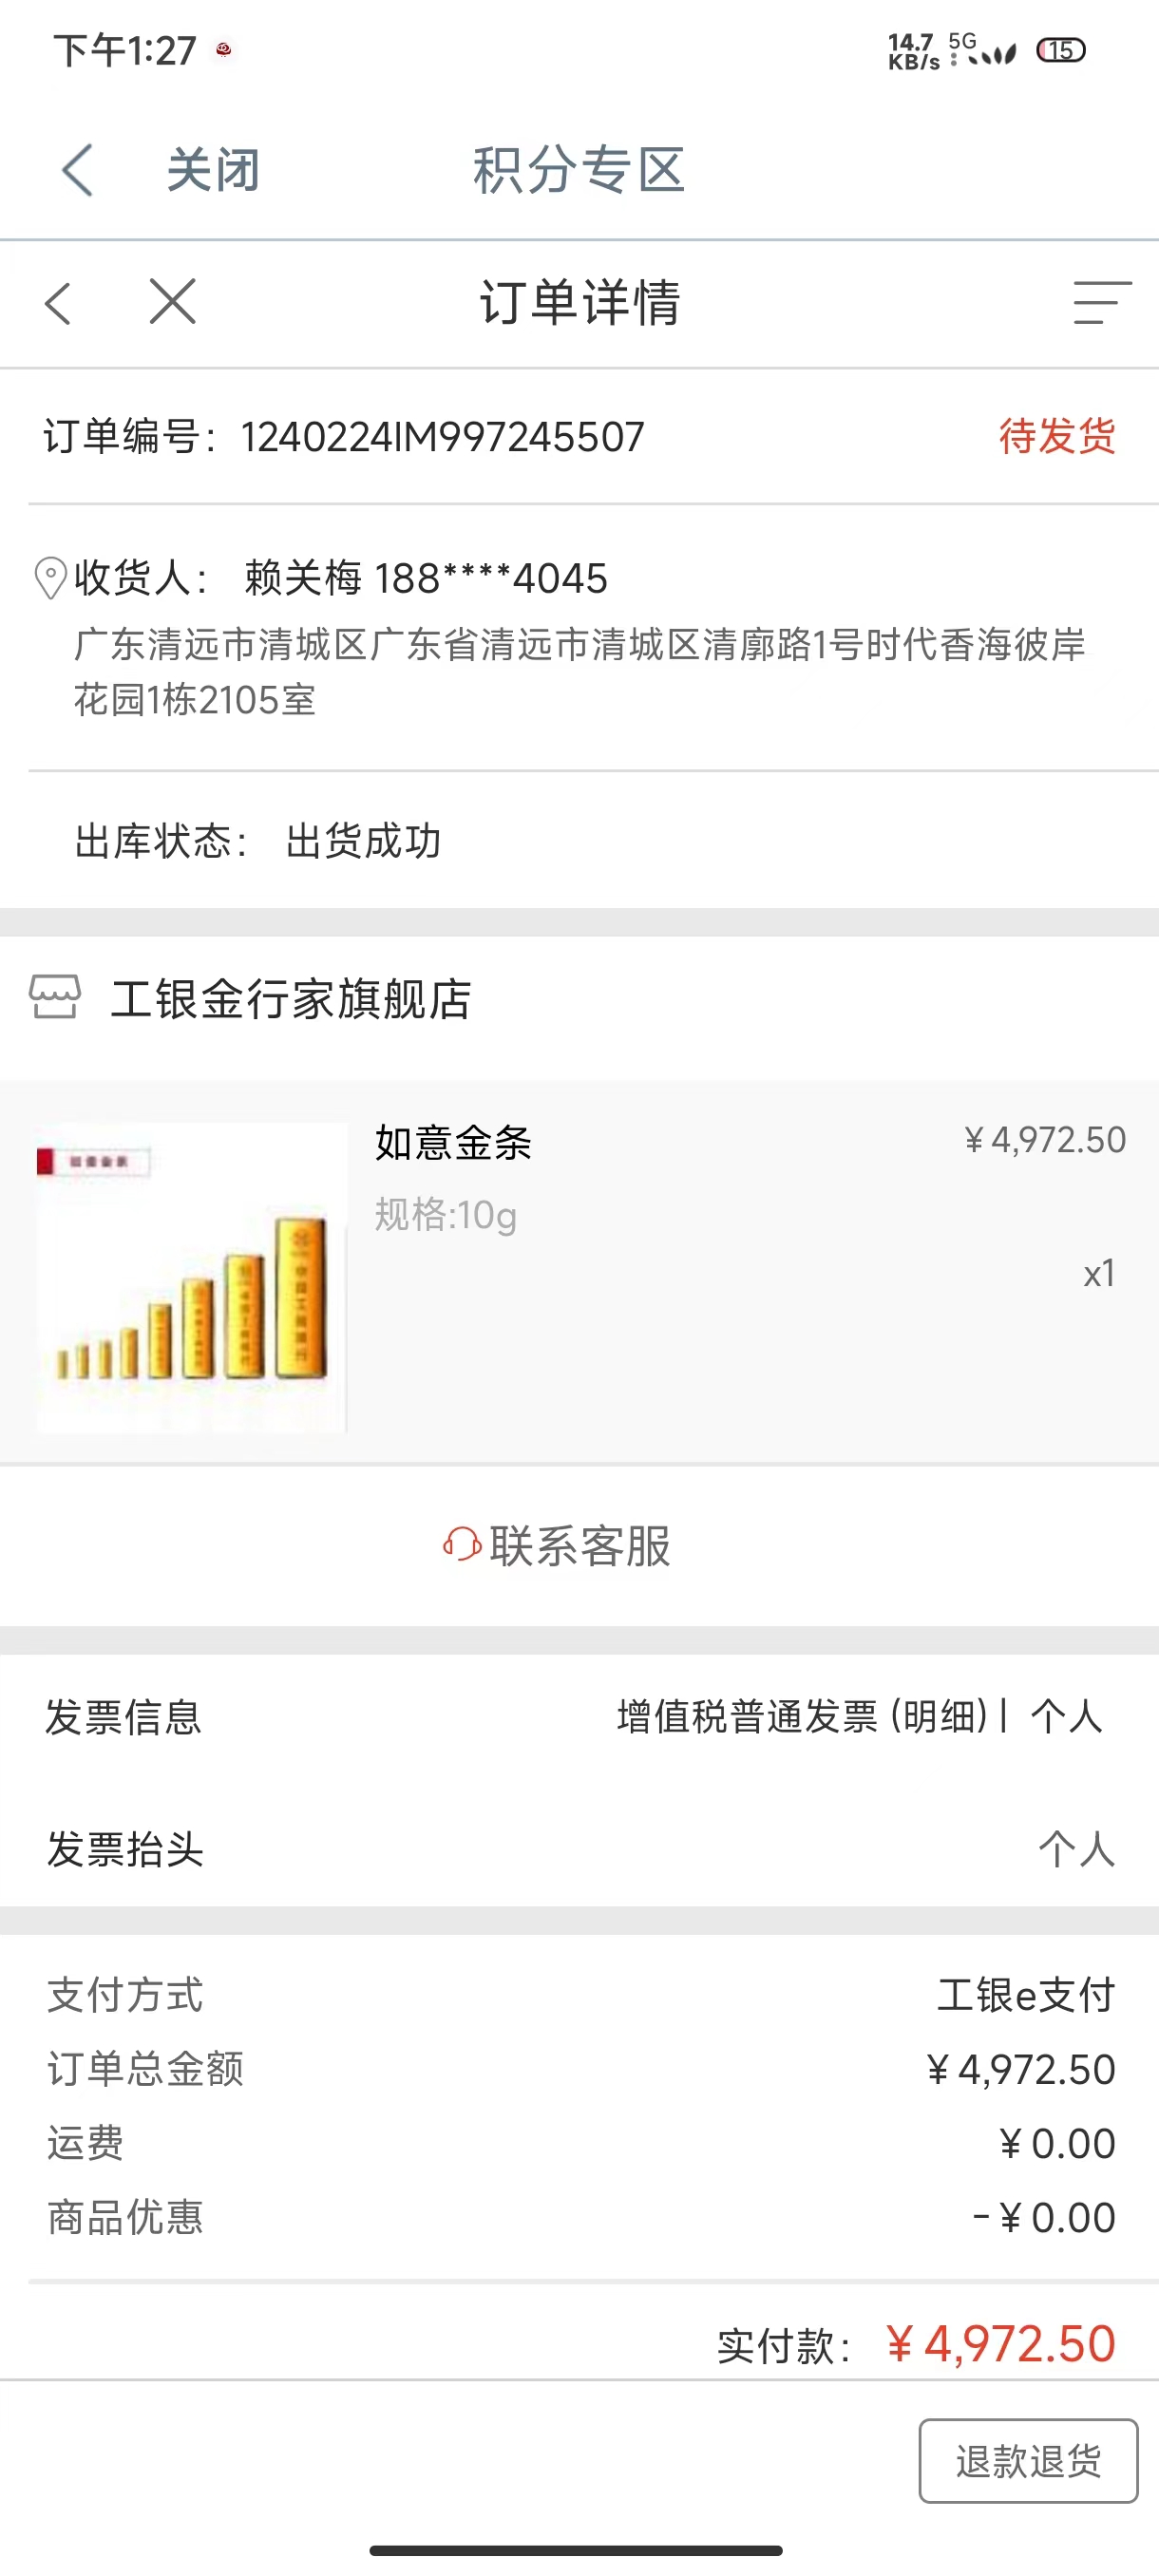 下午1:27
14.7 KB/s 5G 15
关闭 积分专区
订单详情
订单编号：1240224IM997245507 待发货
收货人： 赖关梅 188****4045
广东清远市清城区广东省清远市清城区清廓路1号时代香海彼岸
花园1栋2105室
出库状态： 出货成功
工银金行家旗舰店
如意金条 ¥4,972.50
规格:10g
x1
联系客服
发票信息 增值税普通发票 (明细)| 个人
发票抬头 个人
支付方式 工银e支付
订单总金额 ¥4,972.50
运费 ¥0.00
商品优惠 -¥0.00
实付款： ¥4,972.50
退款退货